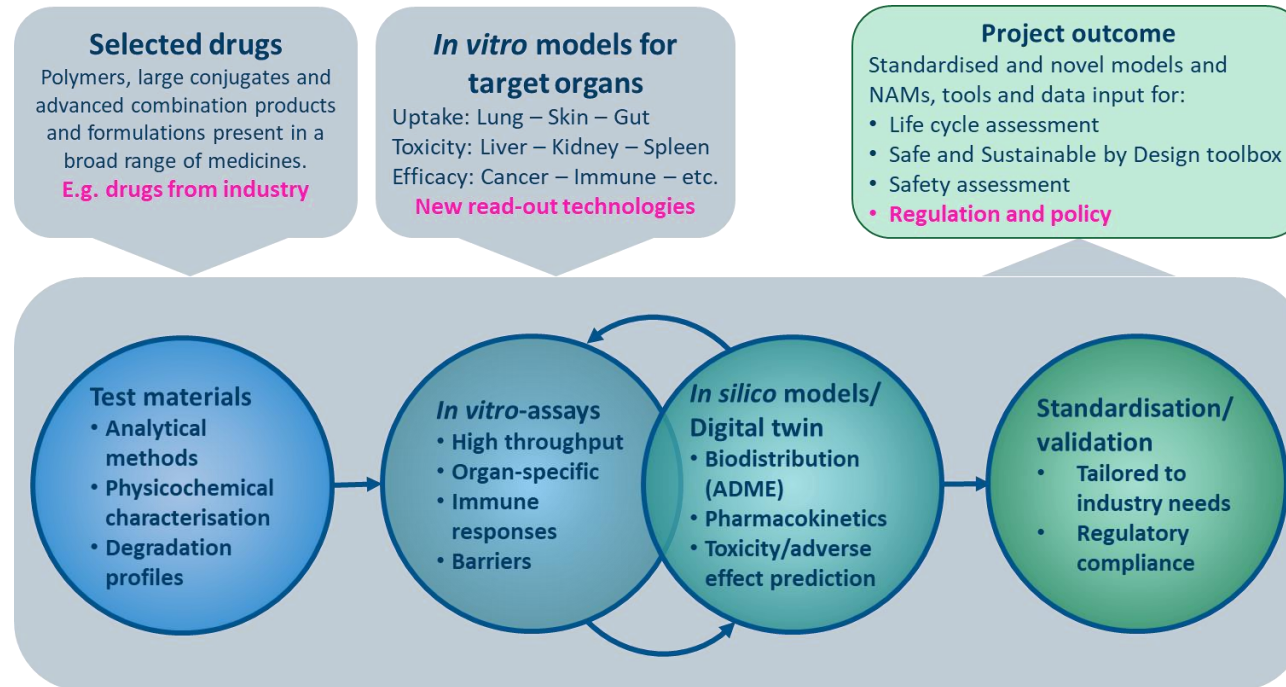 Selected drugs
Polymers, large conjugates and
advanced combination products
and formulations present in a
broad range of medicines.
E.g. drugs from industry
In vitro models for
target organs
Uptake: Lung – Skin – Gut
Toxicity: Liver – Kidney – Spleen
Efficacy: Cancer – Immune – etc.
New read-out technologies
Project outcome
Standardised and novel models and
NAMs, tools and data input for:
• Life cycle assessment
• Safe and Sustainable by Design toolbox
• Safety assessment
• Regulation and policy
Test materials
• Analytical
methods
• Physicochemical
characterisation
• Degradation
profiles
In vitro-assays
• High throughput
• Organ-specific
• Immune
responses
• Barriers
In silico models/
Digital twin
• Biodistribution
(ADME)
• Pharmacokinetics
• Toxicity/adverse
effect prediction
Standardisation/
validation
• Tailored to
industry needs
• Regulatory
compliance